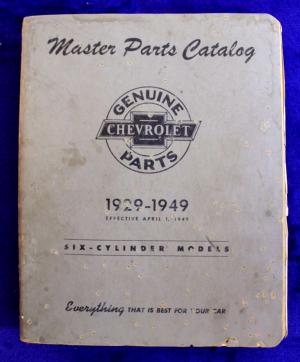 Master Parts Catalog
GENUINE
CHEVROLET
PARTS
1929-1949
EFFECTIVE APRIL 1, 1949
SIX-CYLINDER MODELS
Everything THAT IS BEST FOR YOUR CAR